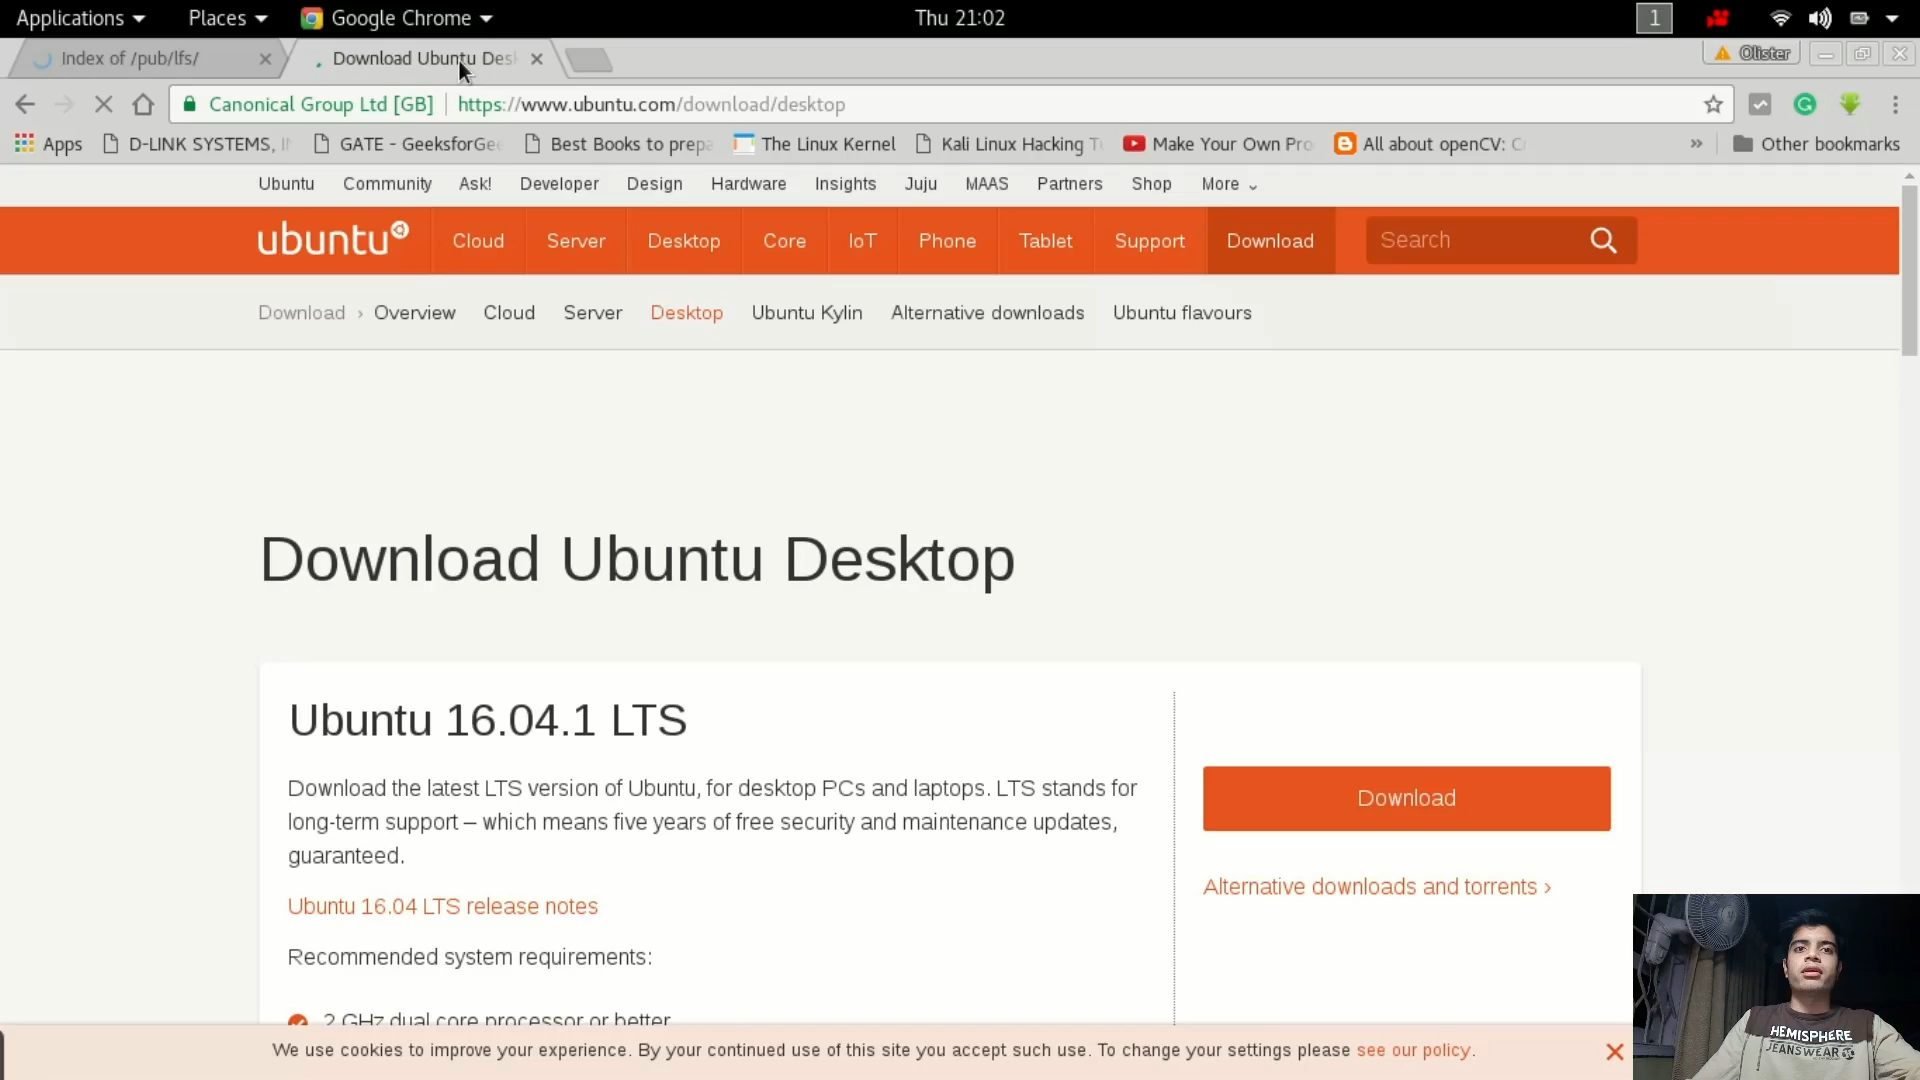 Applications Places Google Chrome Thu 21:02 1
Index of /pub/lfs/ Download Ubuntu Des Olister
Canonical Group Ltd [GB] https://www.ubuntu.com/download/desktop
Apps D-LINK SYSTEMS, GATE - GeeksforGe Best Books to prep The Linux Kernel Kali Linux Hacking Make Your Own Pro All about openCV: » Other bookmarks
Ubuntu Community Ask! Developer Design Hardware Insights Juju MAAS Partners Shop More
ubuntu Cloud Server Desktop Core IoT Phone Tablet Support Download Search
Download › Overview Cloud Server Desktop Ubuntu Kylin Alternative downloads Ubuntu flavours
Download Ubuntu Desktop
Ubuntu 16.04.1 LTS
Download the latest LTS version of Ubuntu, for desktop PCs and laptops. LTS stands for
long-term support – which means five years of free security and maintenance updates,
guaranteed.
Download
Alternative downloads and torrents ›
Ubuntu 16.04 LTS release notes
Recommended system requirements:
2 GHz dual core processor or better
We use cookies to improve your experience. By your continued use of this site you accept such use. To change your settings please see our policy.
HEMISPHERE
JEANSWEAR